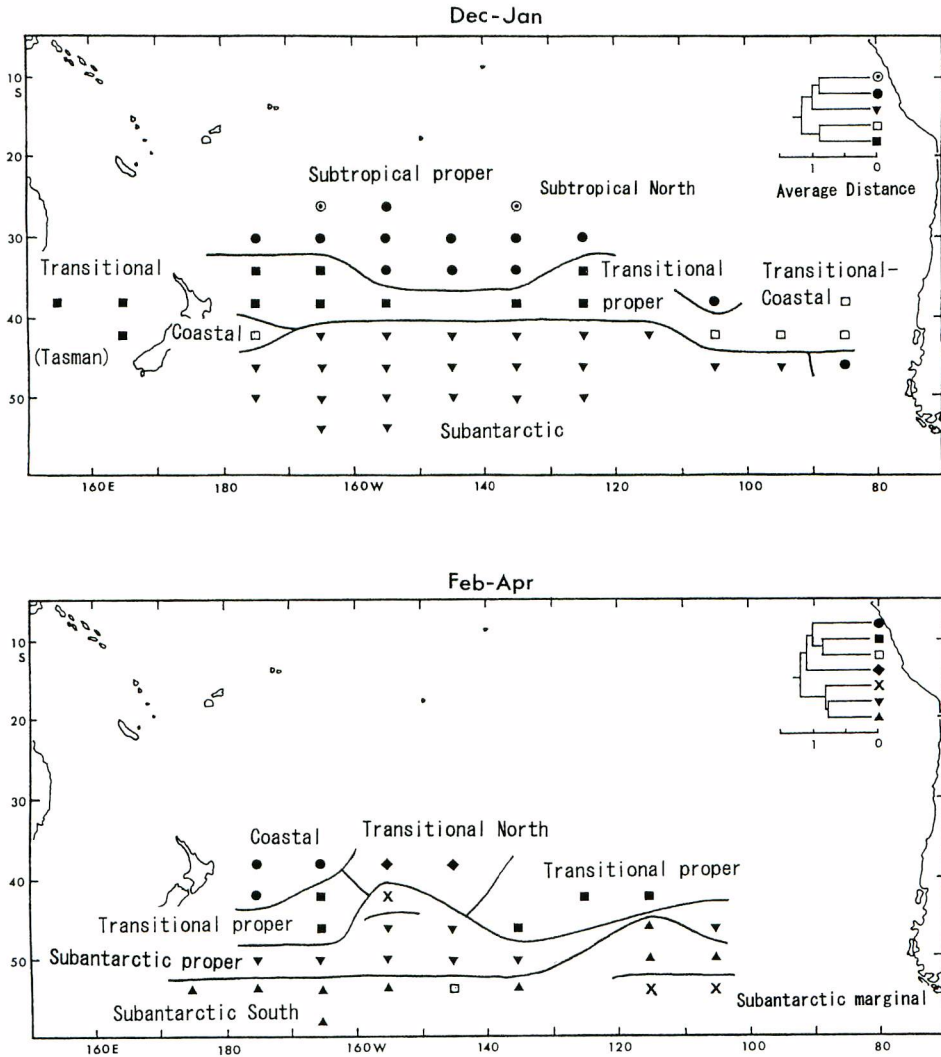 Dec-Jan
10
S
20
30
40
50
Subtropical proper
Subtropical North
Transitional
(Tasman)
Coastal
Transitional
proper
Transitional-
Coastal
Subantarctic
1
0
Average Distance
160E
180
160W
140
120
100
80
Feb-Apr
10
S
20
30
40
50
1
0
Coastal
Transitional North
Transitional proper
Transitional proper
Subantarctic proper
Subantarctic South
Subantarctic marginal
160E
180
160W
140
120
100
80